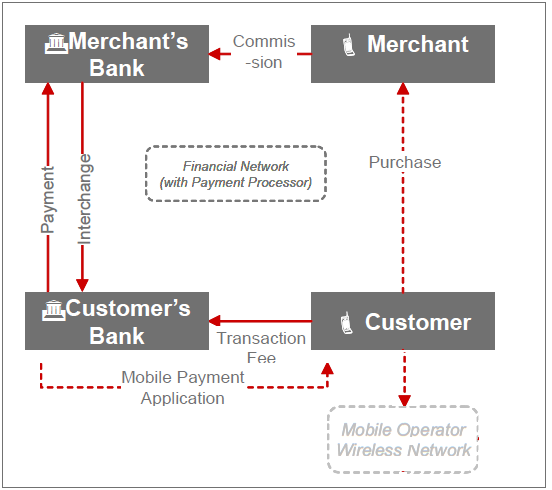 Merchant's
Bank
Commis
-sion
Merchant
Financial Network
(with Payment Processor)
Purchase
Payment
Interchange
Customer's
Bank
Transaction
Fee
Customer
Mobile Payment
Application
Mobile Operator
Wireless Network